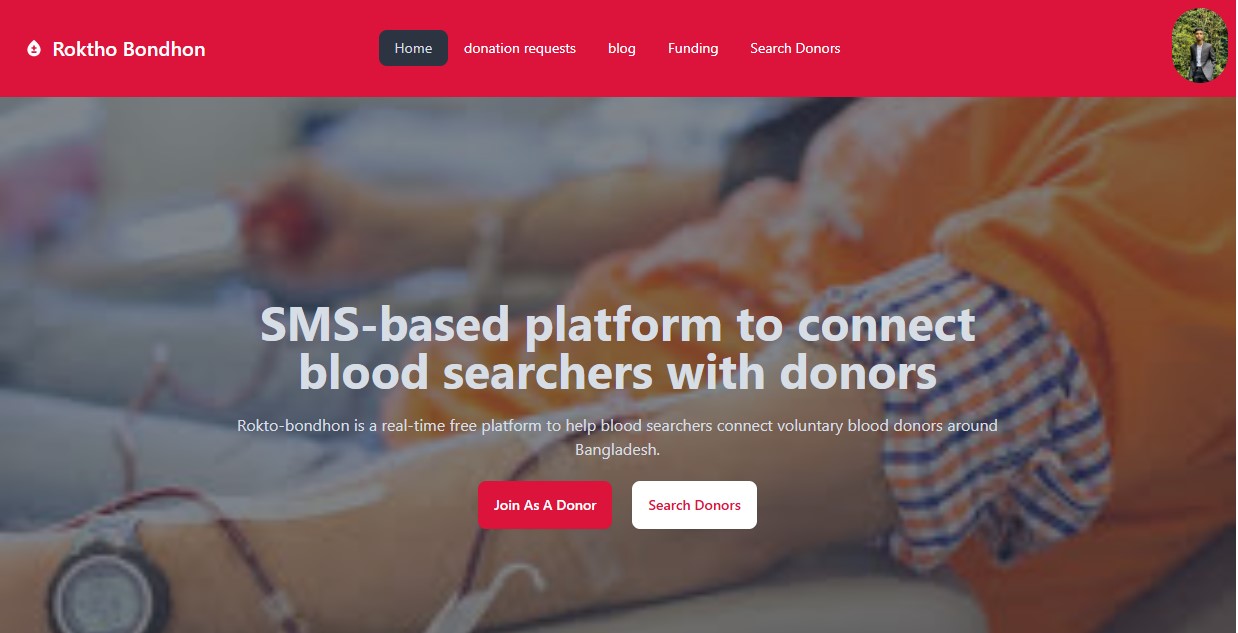 Roktho Bondhon
Home
donation requests
blog
Funding
Search Donors
SMS-based platform to connect
blood searchers with donors
Rokto-bondhon is a real-time free platform to help blood searchers connect voluntary blood donors around
Bangladesh.
Join As A Donor
Search Donors